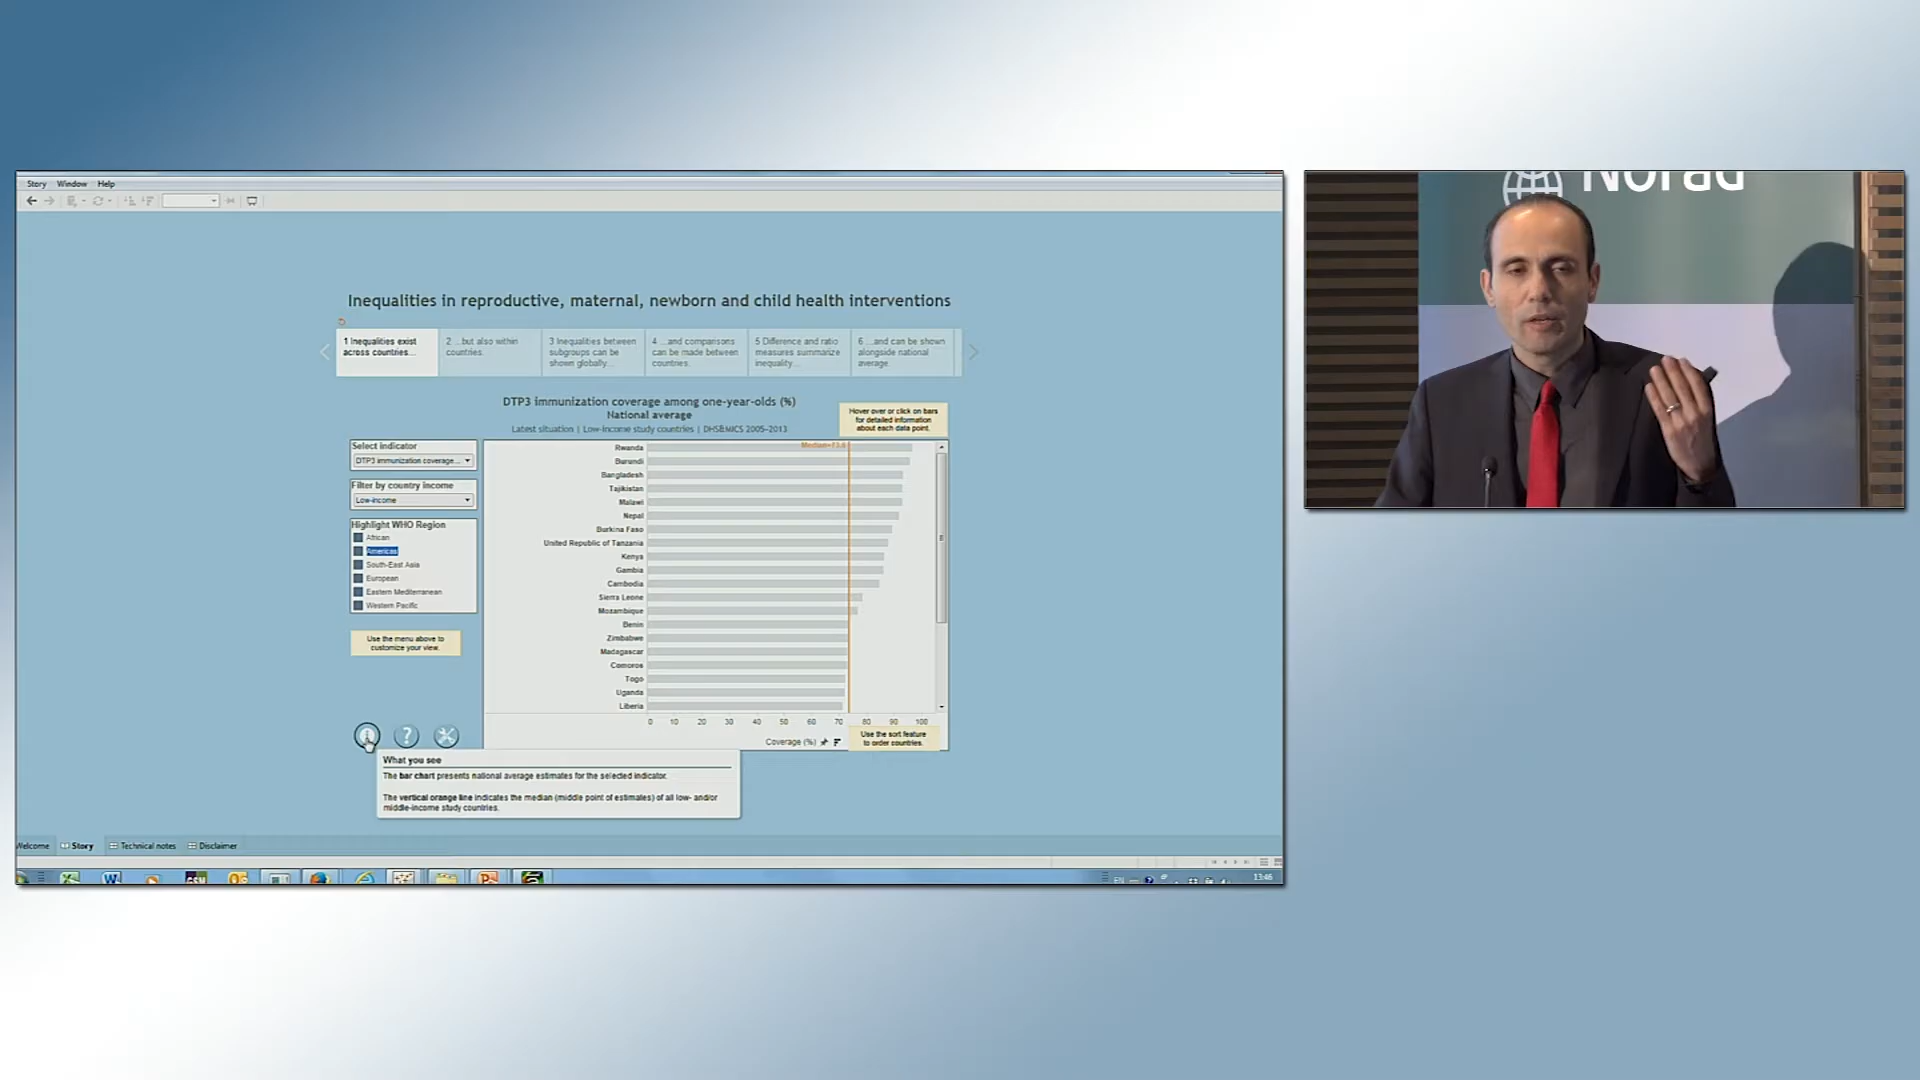 Story Window Help
Inequalities in reproductive, maternal, newborn and child health interventions
1 Inequalities exist
across countries...
2 ...but also within
countries.
3 Inequalities between
subgroups can be
shown globally...
4 ...and comparisons
can be made between
countries.
5 Difference and ratio
measures summarize
inequality...
6 ...and can be shown
alongside national
average.
DTP3 immunization coverage among one-year-olds (%)
National average
Latest situation | Low-income study countries | DHS&MICS 2005-2013
Hover over or click on bars
for detailed information
about each data point.
Select indicator
DTP3 immunization coverage...
Filter by country income
Low-income
Highlight WHO Region
African
Americas
South-East Asia
European
Eastern Mediterranean
Western Pacific
Use the menu above to
customize your view.
Rwanda
Burundi
Bangladesh
Tajikistan
Malawi
Nepal
Burkina Faso
United Republic of Tanzania
Kenya
Gambia
Cambodia
Sierra Leone
Mozambique
Benin
Zimbabwe
Madagascar
Comoros
Togo
Uganda
Liberia
0 10 20 30 40 50 60 70 80 90 100
Coverage (%)
Use the sort feature
to order countries.
?
What you see
The bar chart presents national average estimates for the selected indicator.
The vertical orange line indicates the median (middle point of estimates) of all low- and/or
middle-income study countries.
Welcome Story Technical notes Disclaimer
EN
13:46
Norad